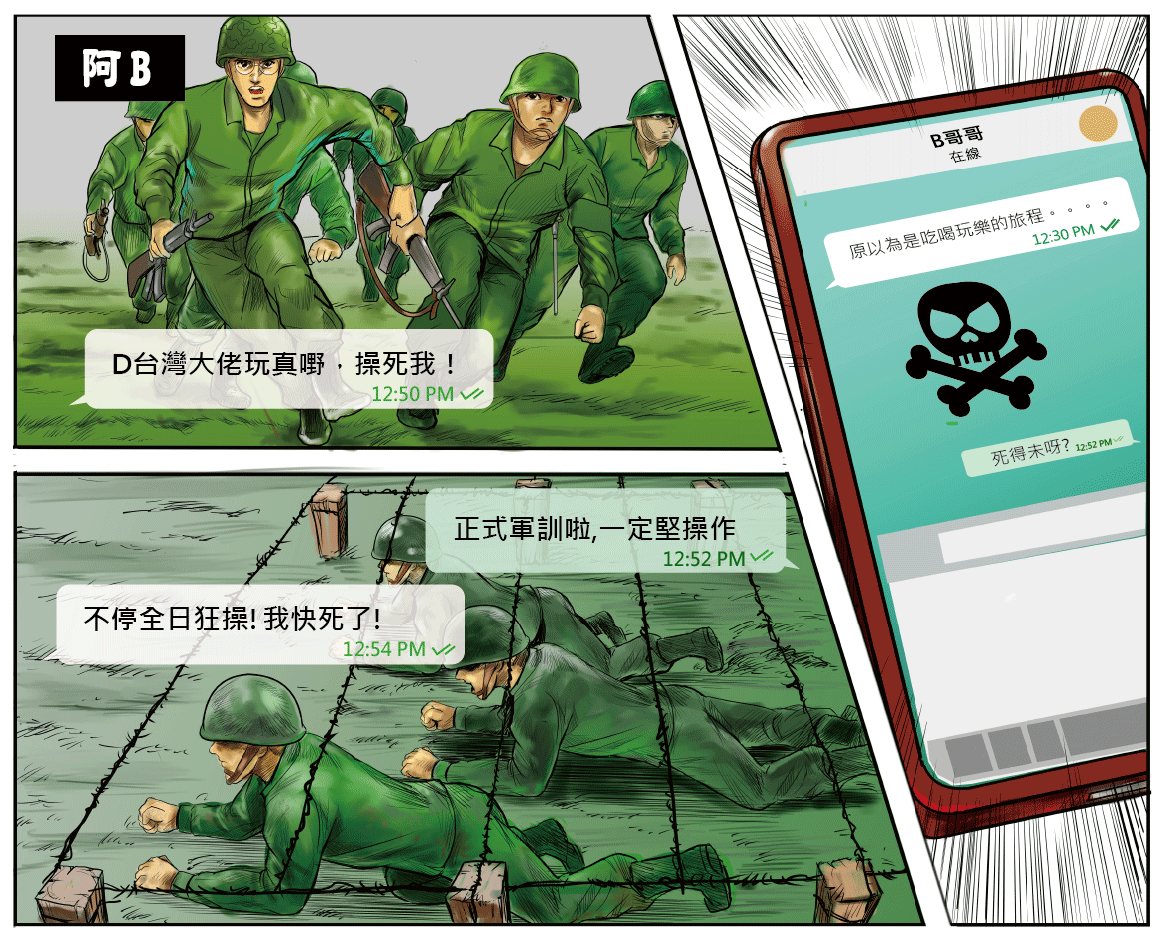 阿B
D台灣大佬玩真嘢，操死我！
12:50 PM
B哥哥
在線
原以為是吃喝玩樂的旅程。。。。
12:30 PM
死得未呀? 12:52 PM
正式軍訓啦,一定堅操作
12:52 PM
不停全日狂操! 我快死了!
12:54 PM